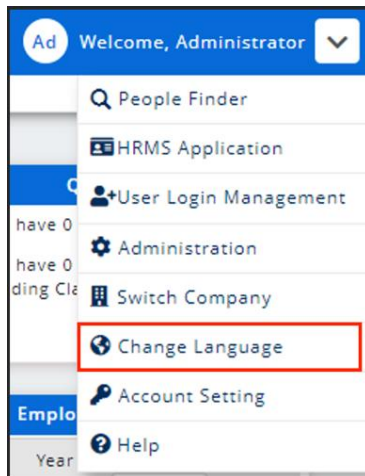 Ad Welcome, Administrator
People Finder
HRMS Application
Q
User Login Management
have 0
Administration
have 0
ding Cla
Switch Company
Change Language
Account Setting
Emplo
Help
Year